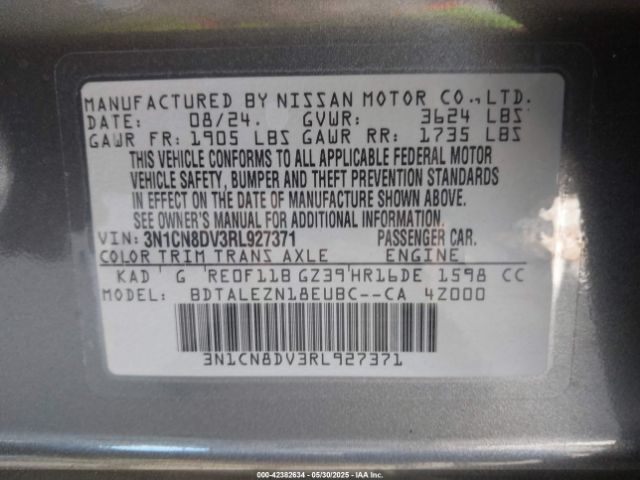 MANUFACTURED BY NISSAN MOTOR CO., LTD.
DATE: 08/24. GVWR: 3624 LBS
GAWR FR: 1905 LBS GAWR RR: 1735 LBS
THIS VEHICLE CONFORMS TO ALL APPLICABLE FEDERAL MOTOR
VEHICLE SAFETY, BUMPER AND THEFT PREVENTION STANDARDS
IN EFFECT ON THE DATE OF MANUFACTURE SHOWN ABOVE.
SEE OWNER'S MANUAL FOR ADDITIONAL INFORMATION.
VIN: 3N1CN8DV3RL927371 PASSENGER CAR.
COLOR TRIM TRANS AXLE ENGINE
KAD G RE0F11B GZ39 HR16DE 1598 CC
MODEL: BDTALEZN18EUBC--CA 4Z000
3N1CN8DV3RL927371
© 42382634 - 05/30/2025 - IAA Inc.